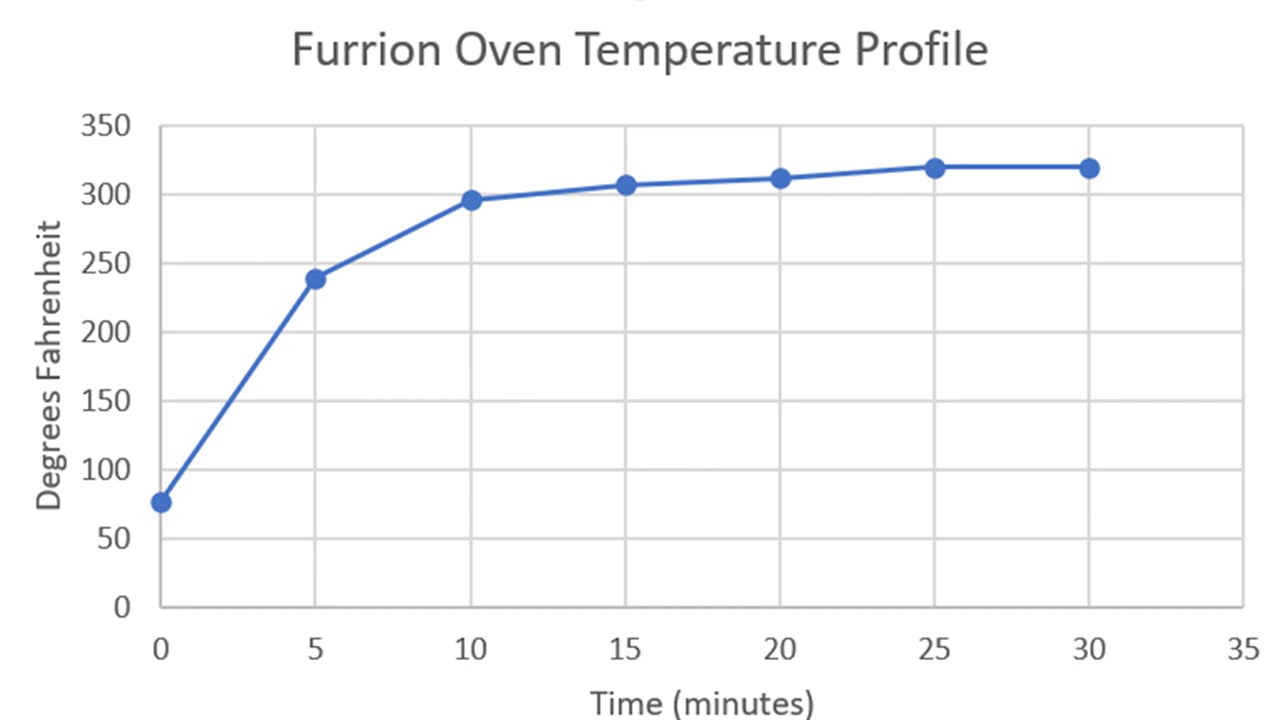 Furrion Oven Temperature Profile
350
300
250
200
150
100
50
0
Degrees Fahrenheit
0 5 10 15 20 25 30 35
Time (minutes)